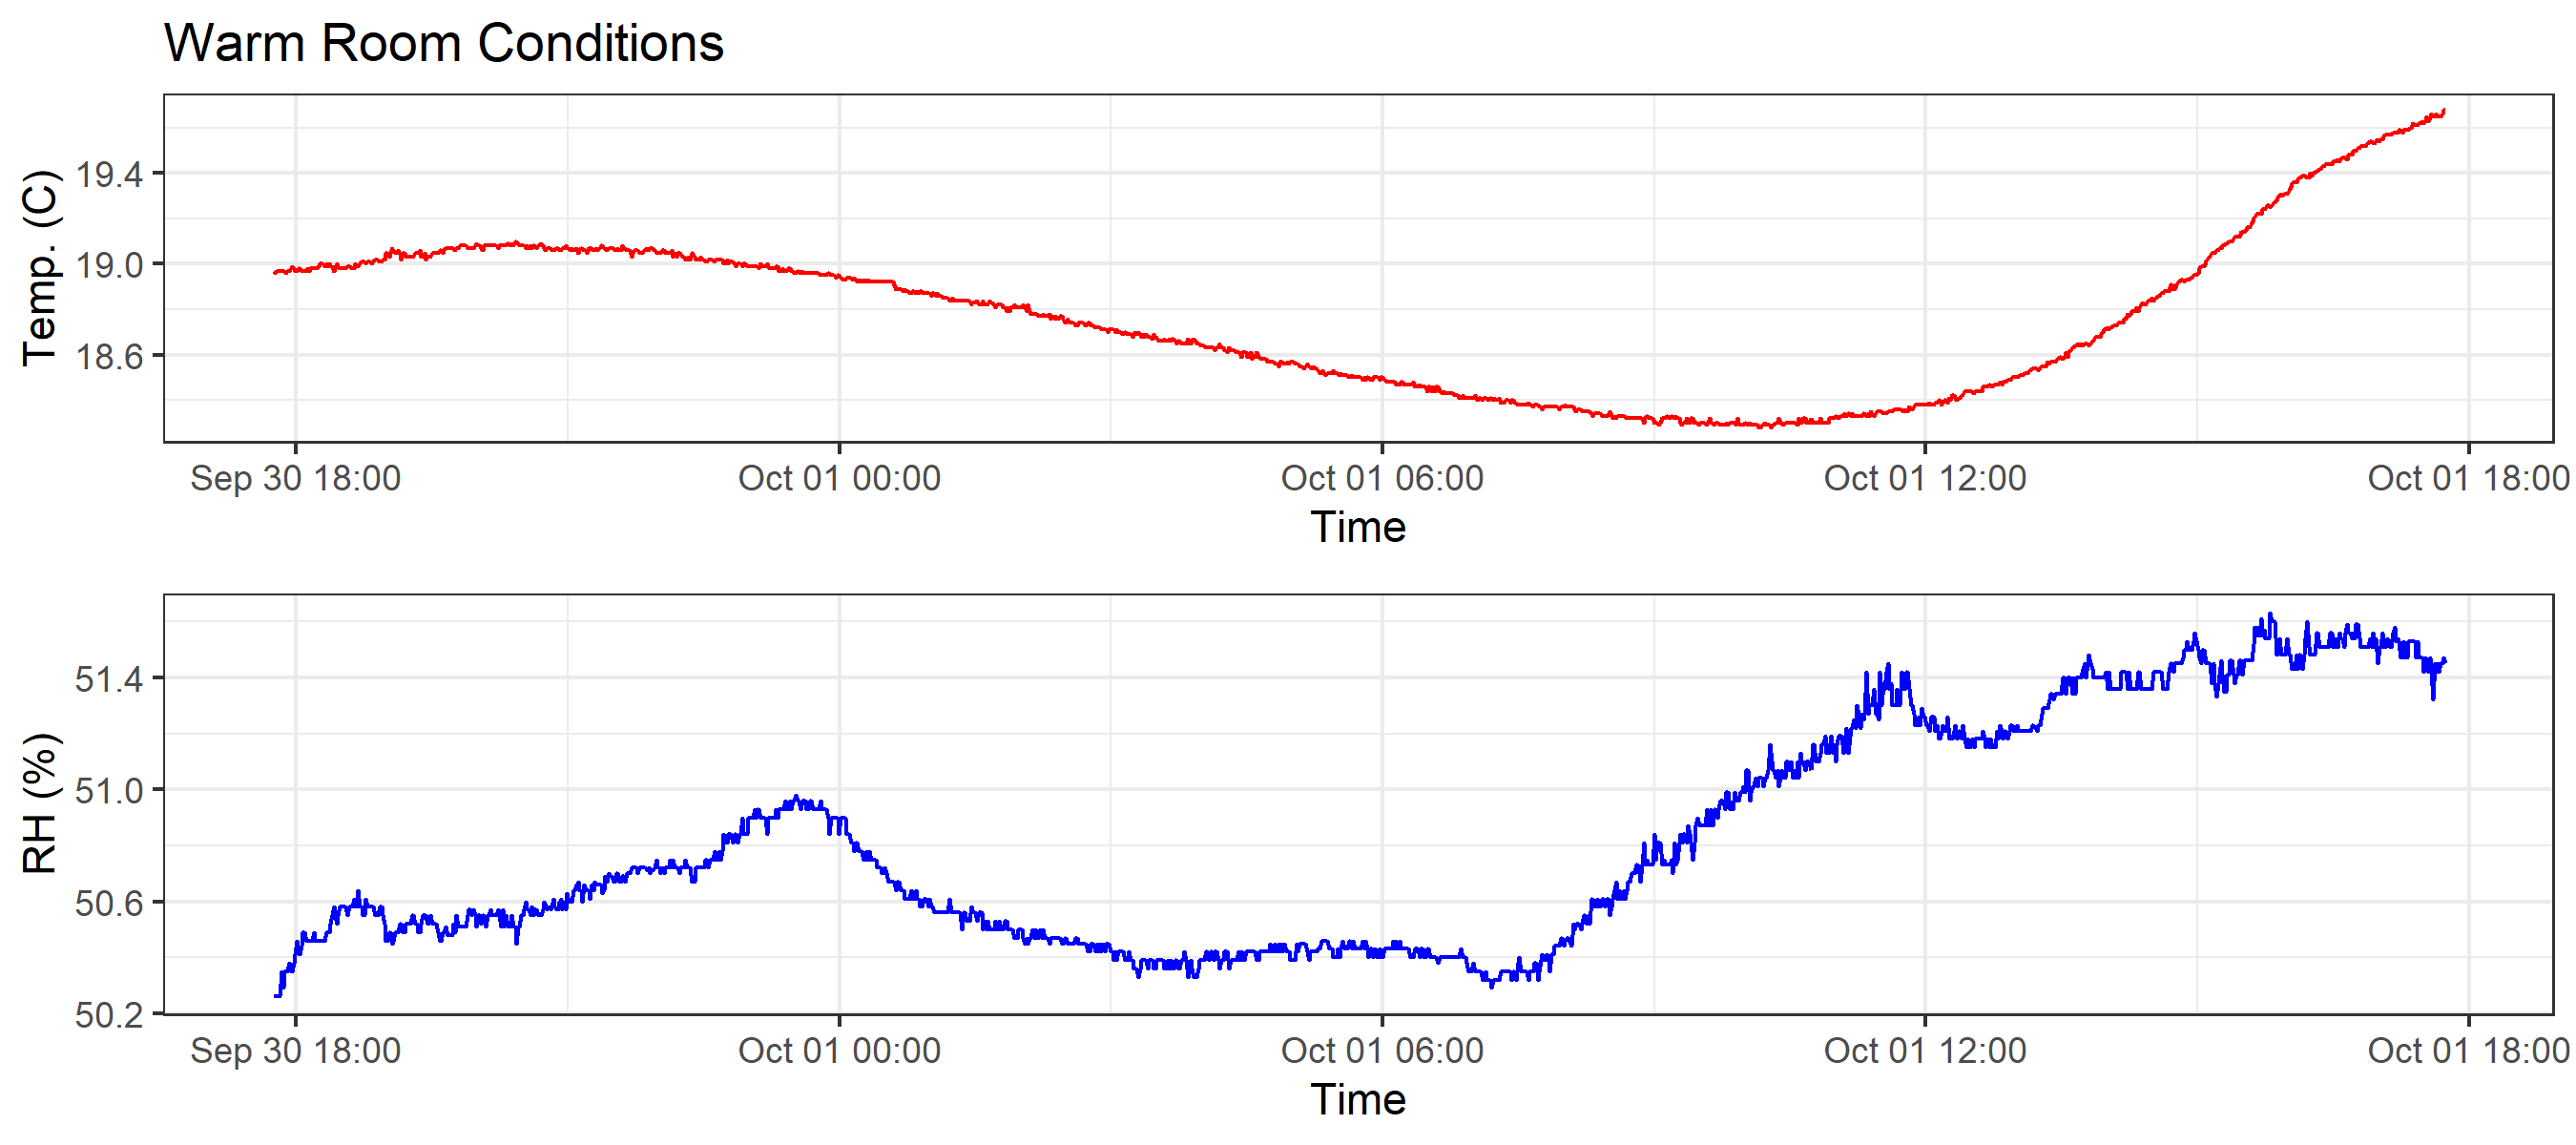 Warm Room Conditions
Temp. (C)
19.4
19.0
18.6
Sep 30 18:00 Oct 01 00:00 Oct 01 06:00 Oct 01 12:00 Oct 01 18:00
Time
RH (%)
51.4
51.0
50.6
50.2
Sep 30 18:00 Oct 01 00:00 Oct 01 06:00 Oct 01 12:00 Oct 01 18:00
Time